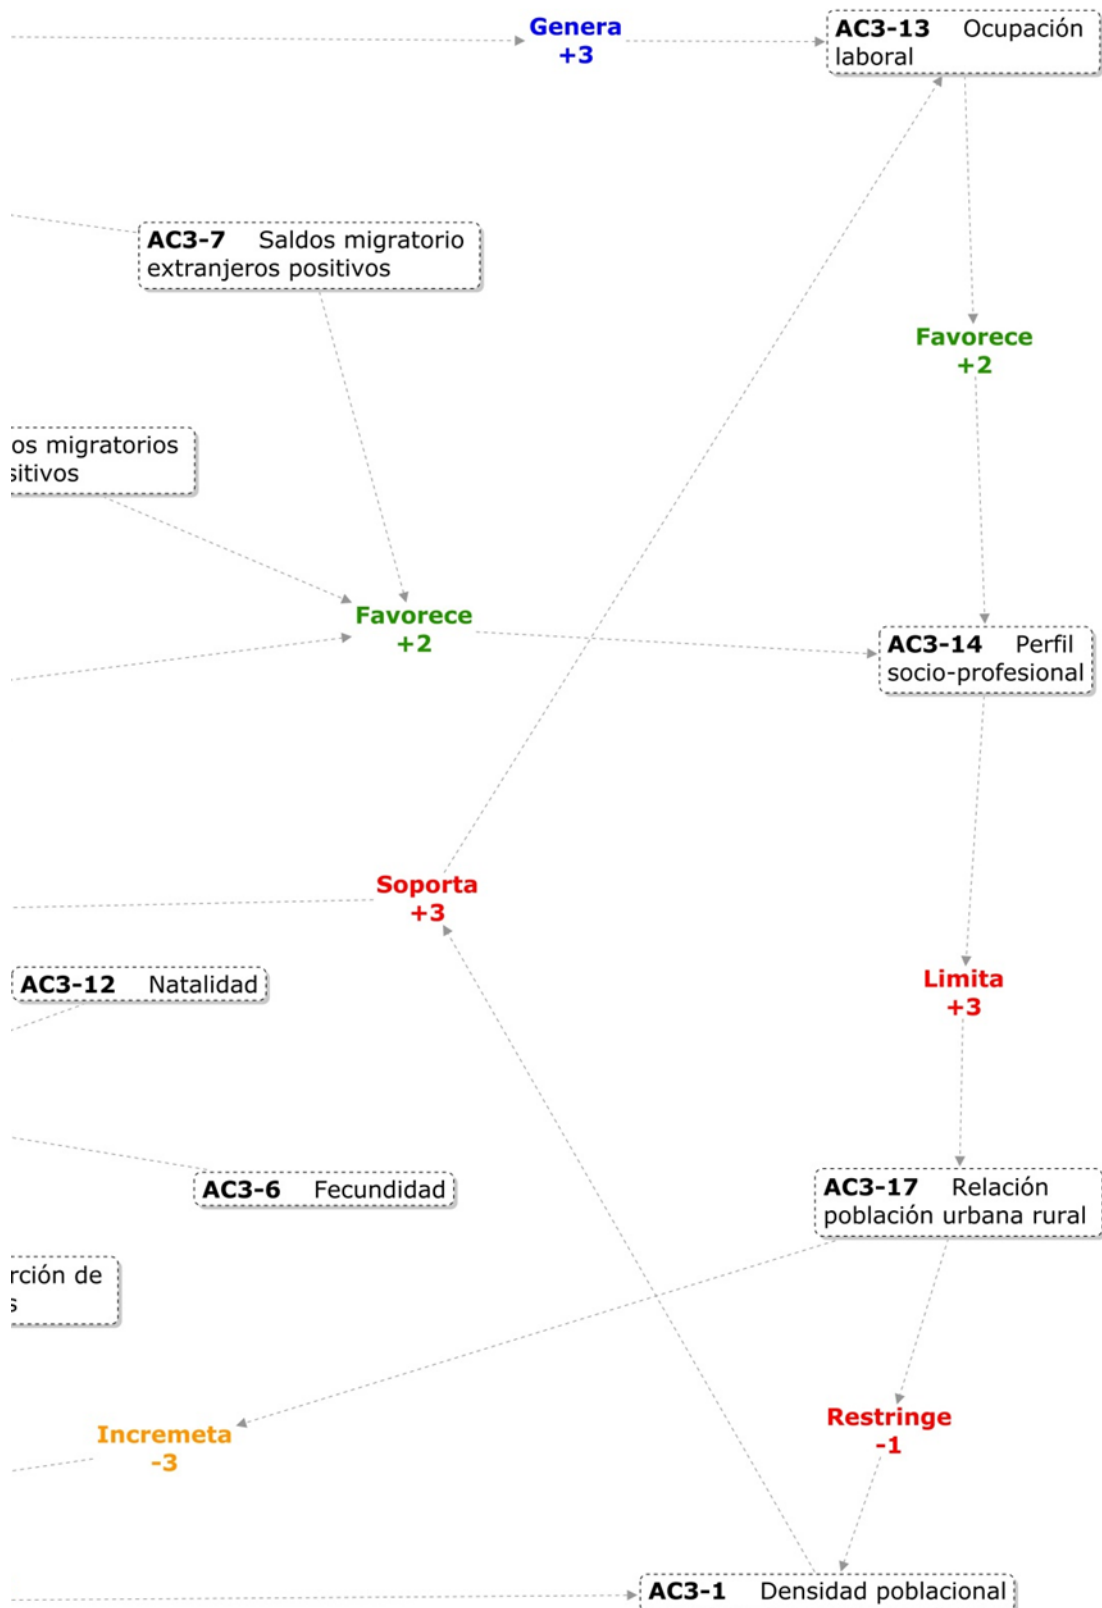 Genera
+3
AC3-13 Ocupación
laboral
AC3-7 Saldos migratorio
extranjeros positivos
Favorece
+2
os migratorios
sitivos
Favorece
+2
AC3-14 Perfil
socio-profesional
Soporta
+3
AC3-12 Natalidad
Limita
+3
AC3-6 Fecundidad
AC3-17 Relación
población urbana rural
rción de
s
Incremeta
-3
Restringe
-1
AC3-1 Densidad poblacional